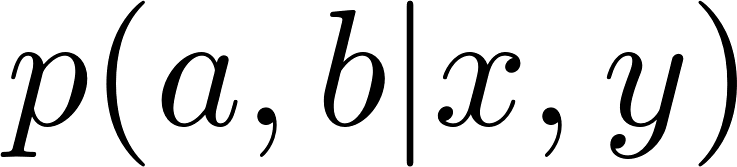 p(a, b|x, y)